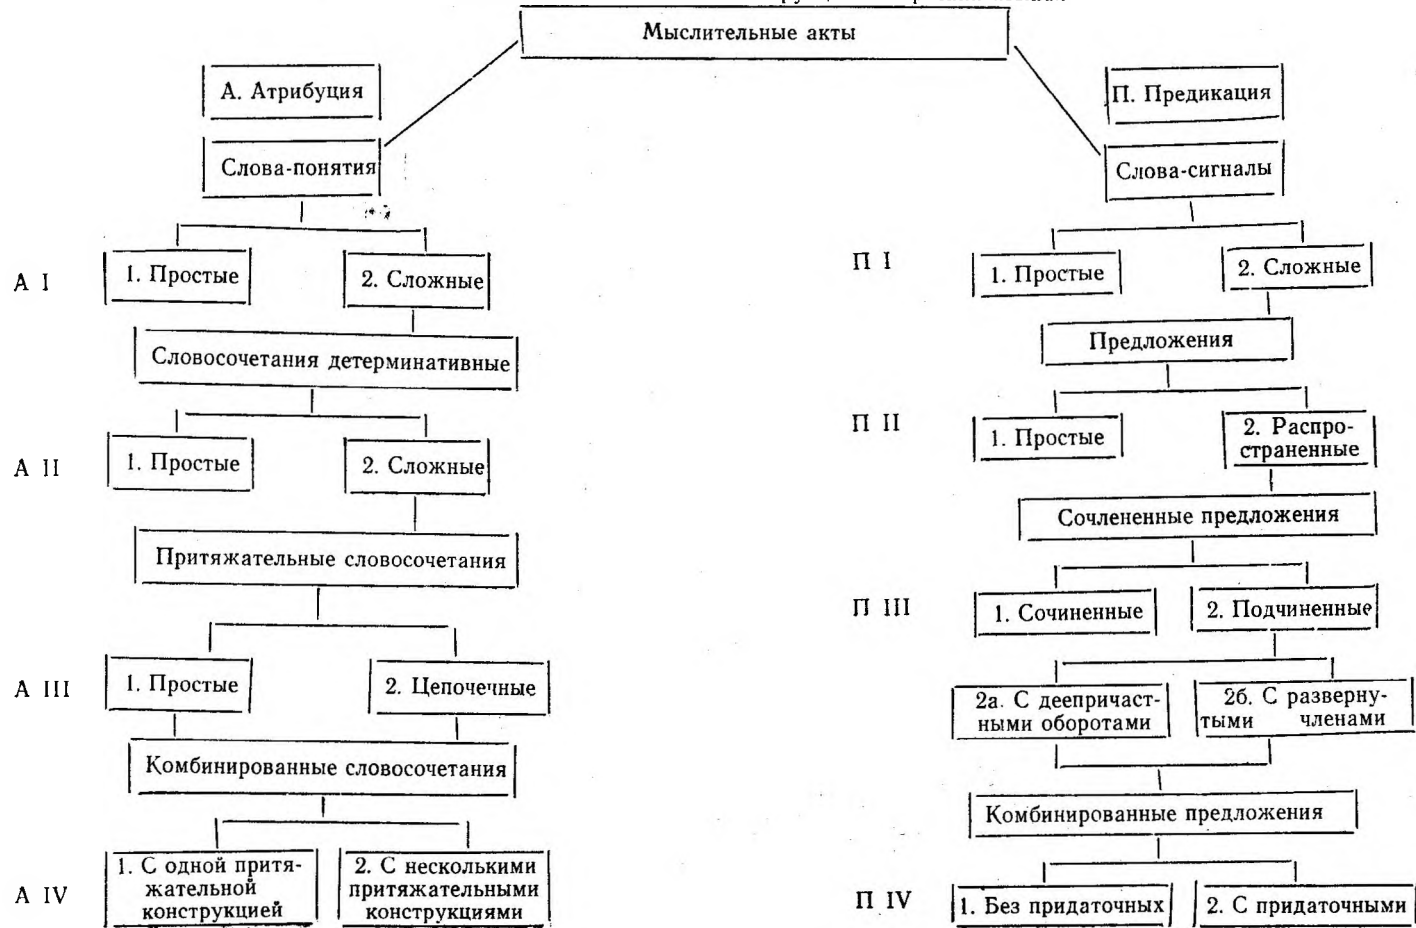 Мыслительные акты
А. Атрибуция
Слова-понятия
1. Простые
2. Сложные
А I
Словосочетания детерминативные
1. Простые
2. Сложные
А II
Притяжательные словосочетания
1. Простые
2. Цепочечные
А III
Комбинированные словосочетания
1. С одной притя-
жательной
конструкцией
2. С несколькими
притяжательными
конструкциями
А IV
П. Предикация
Слова-сигналы
П I
1. Простые
2. Сложные
Предложения
П II
1. Простые
2. Распро-
страненные
Сочлененные предложения
П III
1. Сочиненные
2. Подчиненные
2а. С деепричаст-
ными оборотами
2б. С разверну-
тыми членами
Комбинированные предложения
П IV
1. Без придаточных
2. С придаточными